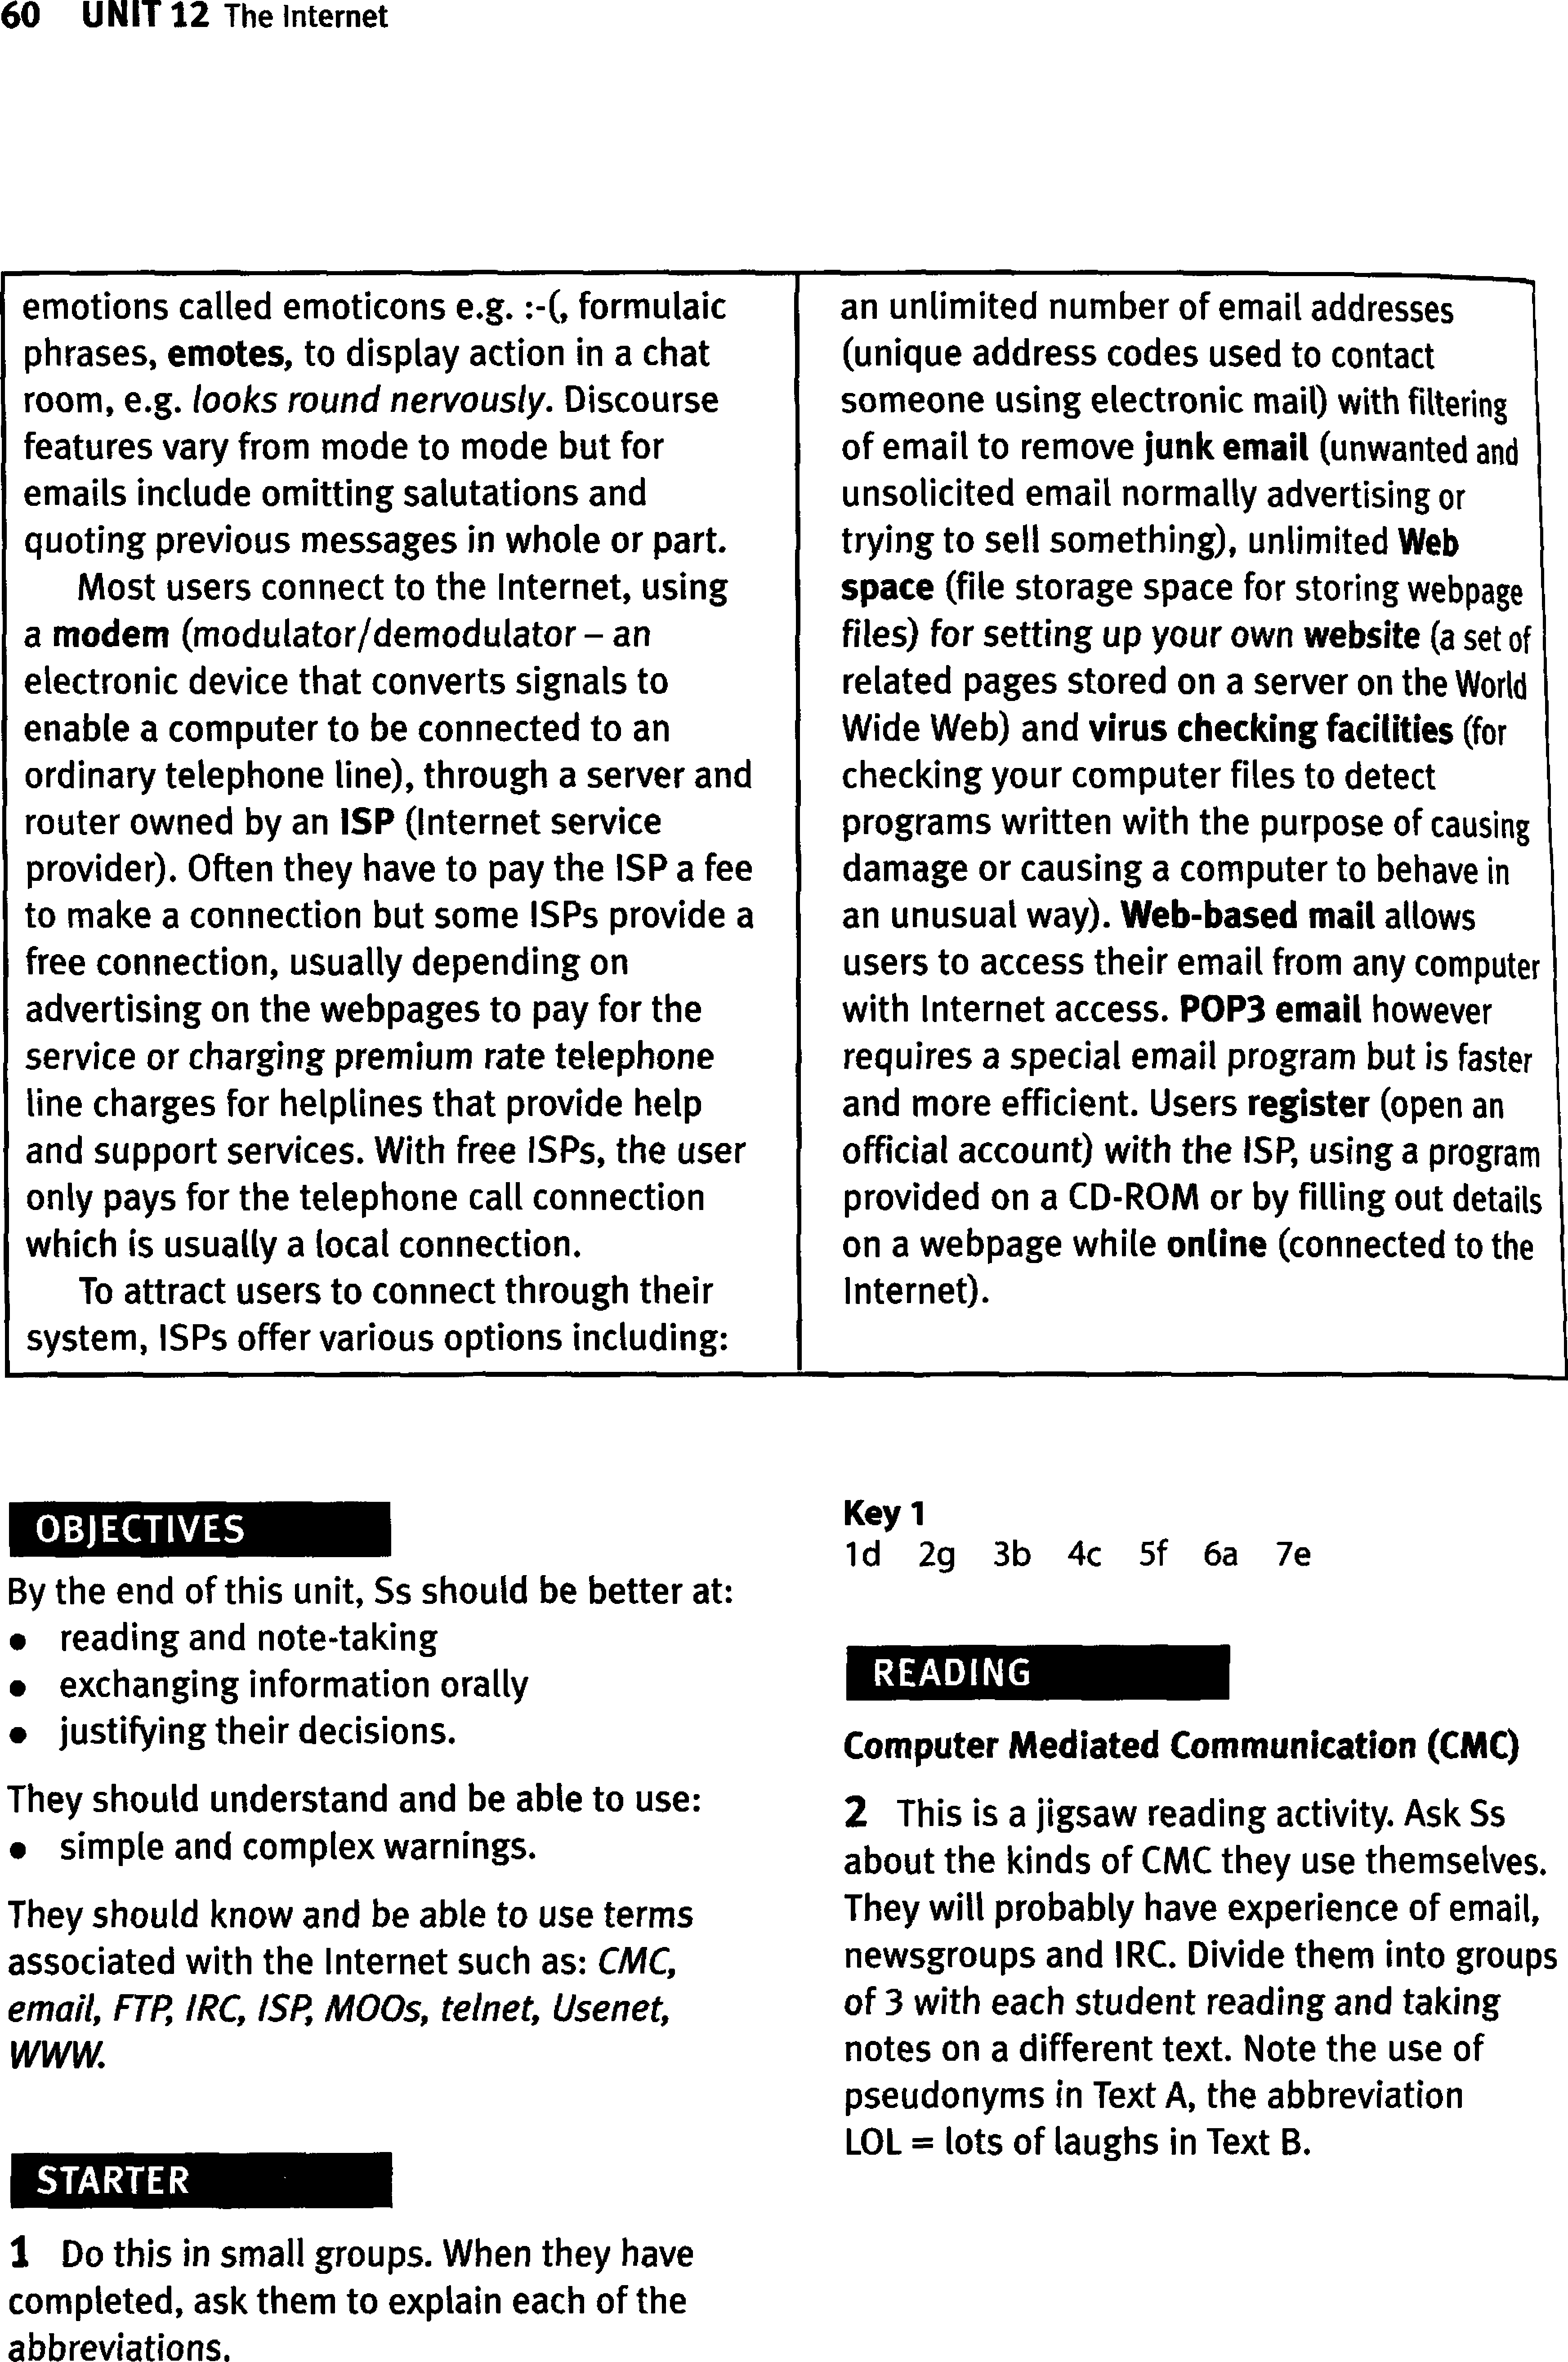 60 UNIT 12 The Internet
emotions called emoticons e.g. :-(, formulaic
phrases, emotes, to display action in a chat
room, e.g. looks round nervously. Discourse
features vary from mode to mode but for
emails include omitting salutations and
quoting previous messages in whole or part.
Most users connect to the Internet, using
a modem (modulator/demodulator – an
electronic device that converts signals to
enable a computer to be connected to an
ordinary telephone line), through a server and
router owned by an ISP (Internet service
provider). Often they have to pay the ISP a fee
to make a connection but some ISPs provide a
free connection, usually depending on
advertising on the webpages to pay for the
service or charging premium rate telephone
line charges for helplines that provide help
and support services. With free ISPs, the user
only pays for the telephone call connection
which is usually a local connection.
To attract users to connect through their
system, ISPs offer various options including:
an unlimited number of email addresses
(unique address codes used to contact
someone using electronic mail) with filtering
of email to remove junk email (unwanted and
unsolicited email normally advertising or
trying to sell something), unlimited Web
space (file storage space for storing webpage
files) for setting up your own website (a set of
related pages stored on a server on the World
Wide Web) and virus checking facilities (for
checking your computer files to detect
programs written with the purpose of causing
damage or causing a computer to behave in
an unusual way). Web-based mail allows
users to access their email from any computer
with Internet access. POP3 email however
requires a special email program but is faster
and more efficient. Users register (open an
official account) with the ISP, using a program
provided on a CD-ROM or by filling out details
on a webpage while online (connected to the
Internet).
OBJECTIVES
By the end of this unit, Ss should be better at:
• reading and note-taking
• exchanging information orally
• justifying their decisions.
They should understand and be able to use:
• simple and complex warnings.
They should know and be able to use terms
associated with the Internet such as: CMC,
email, FTP, IRC, ISP, MOOs, telnet, Usenet,
WWW.
STARTER
1 Do this in small groups. When they have
completed, ask them to explain each of the
abbreviations.
Key 1
1d 2g 3b 4c 5f 6a 7e
READING
Computer Mediated Communication (CMC)
2 This is a jigsaw reading activity. Ask Ss
about the kinds of CMC they use themselves.
They will probably have experience of email,
newsgroups and IRC. Divide them into groups
of 3 with each student reading and taking
notes on a different text. Note the use of
pseudonyms in Text A, the abbreviation
LOL = lots of laughs in Text B.